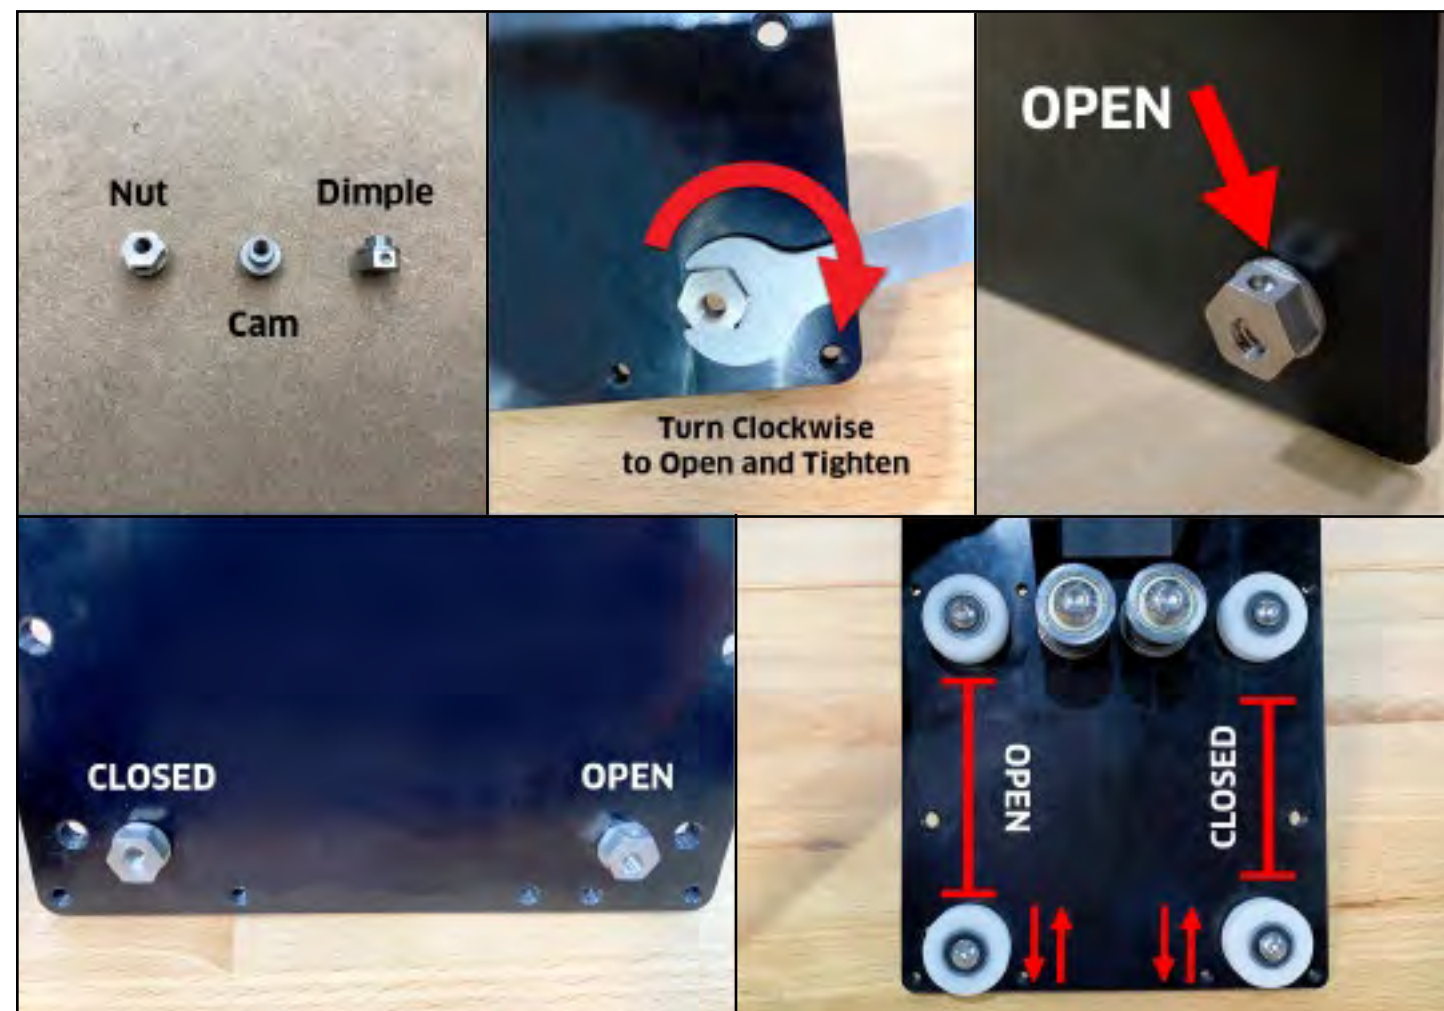 Nut
Dimple
Cam
Turn Clockwise
to Open and Tighten
OPEN
CLOSED
OPEN
OPEN
CLOSED